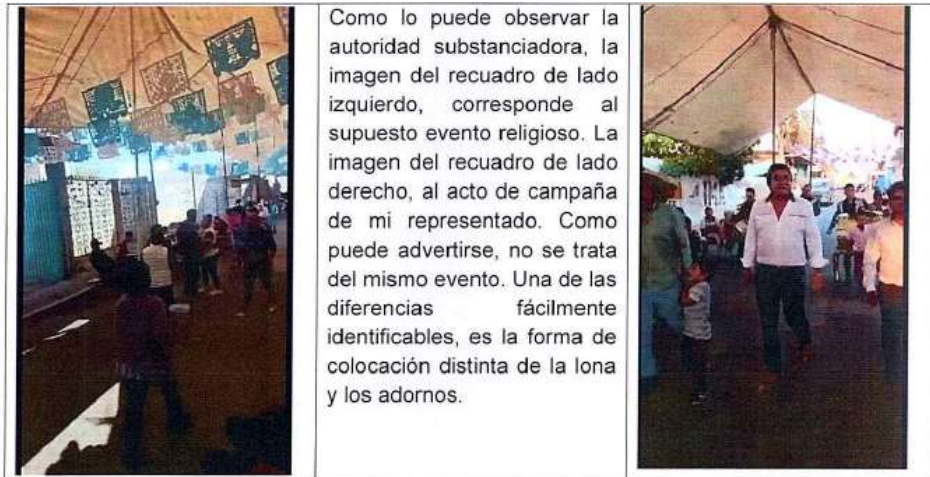 Como lo puede observar la
autoridad substanciadora, la
imagen del recuadro de lado
izquierdo, corresponde al
supuesto evento religioso. La
imagen del recuadro de lado
derecho, al acto de campaña
de mi representado. Como
puede advertirse, no se trata
del mismo evento. Una de las
diferencias fácilmente
identificables, es la forma de
colocación distinta de la lona
y los adornos.